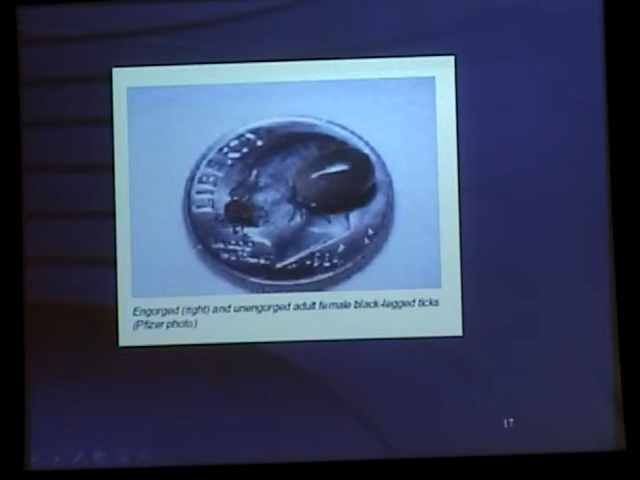 LIBERTY
Engorged (right) and unengorged adult female black-legged ticks
(Pfizer photo)
17